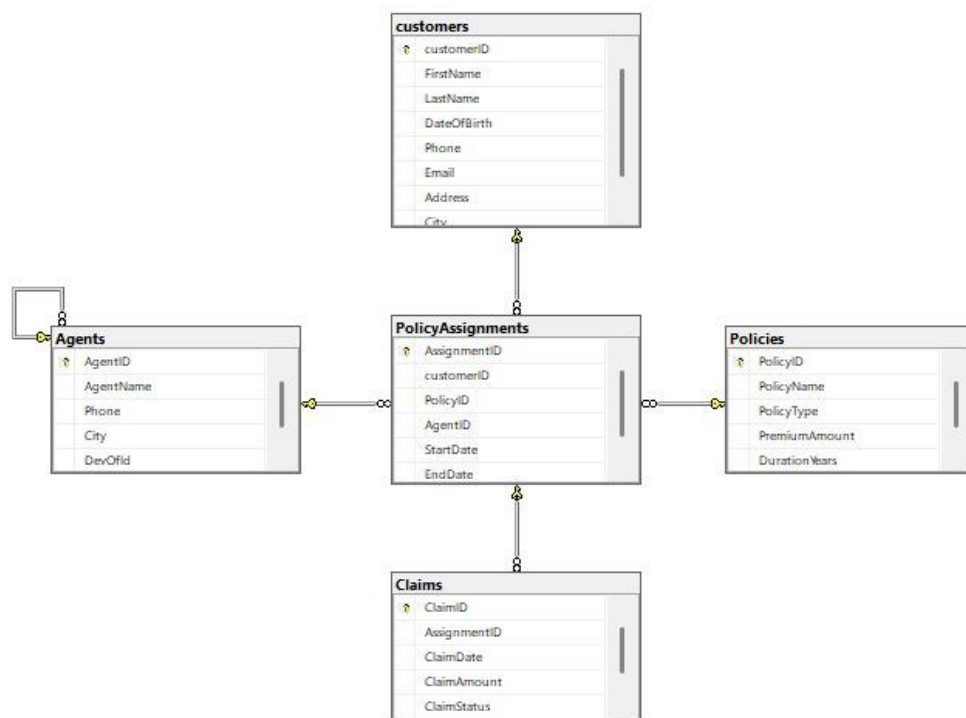 customers
customerID
FirstName
LastName
DateOfBirth
Phone
Email
Address
City
Agents
AgentID
AgentName
Phone
City
DevOfId
PolicyAssignments
AssignmentID
customerID
PolicyID
AgentID
StartDate
EndDate
Policies
PolicyID
PolicyName
PolicyType
PremiumAmount
DurationYears
Claims
ClaimID
AssignmentID
ClaimDate
ClaimAmount
ClaimStatus